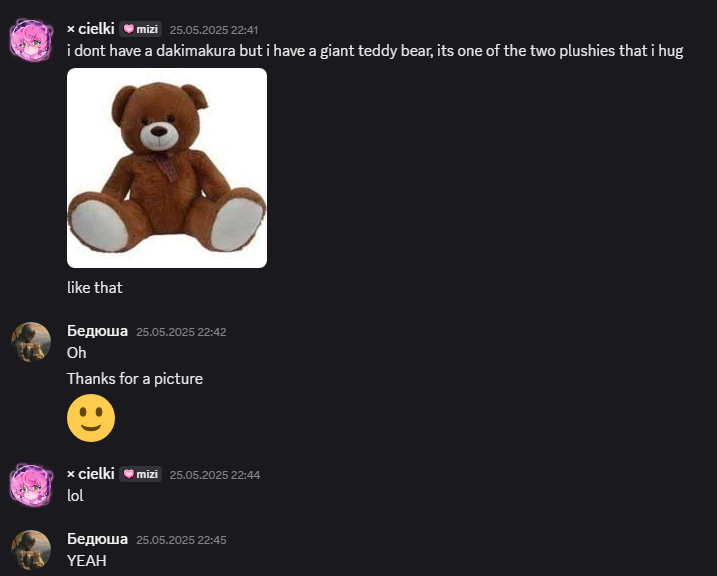 × cielki mizi 25.05.2025 22:41
i dont have a dakimakura but i have a giant teddy bear, its one of the two plushies that i hug
like that
Бедюша 25.05.2025 22:42
Oh
Thanks for a picture
× cielki mizi 25.05.2025 22:44
lol
Бедюша 25.05.2025 22:45
YEAH